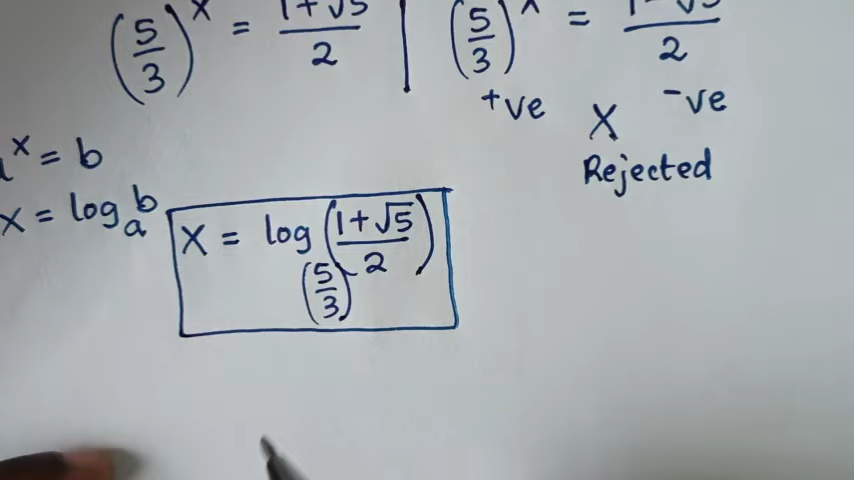 (5/3)^x = (1+√5)/2 | (5/3)^x = (1-√5)/2
+ve X -ve
Rejected
a^x = b
x = log_a b
x = log_(5/3) ((1+√5)/2)